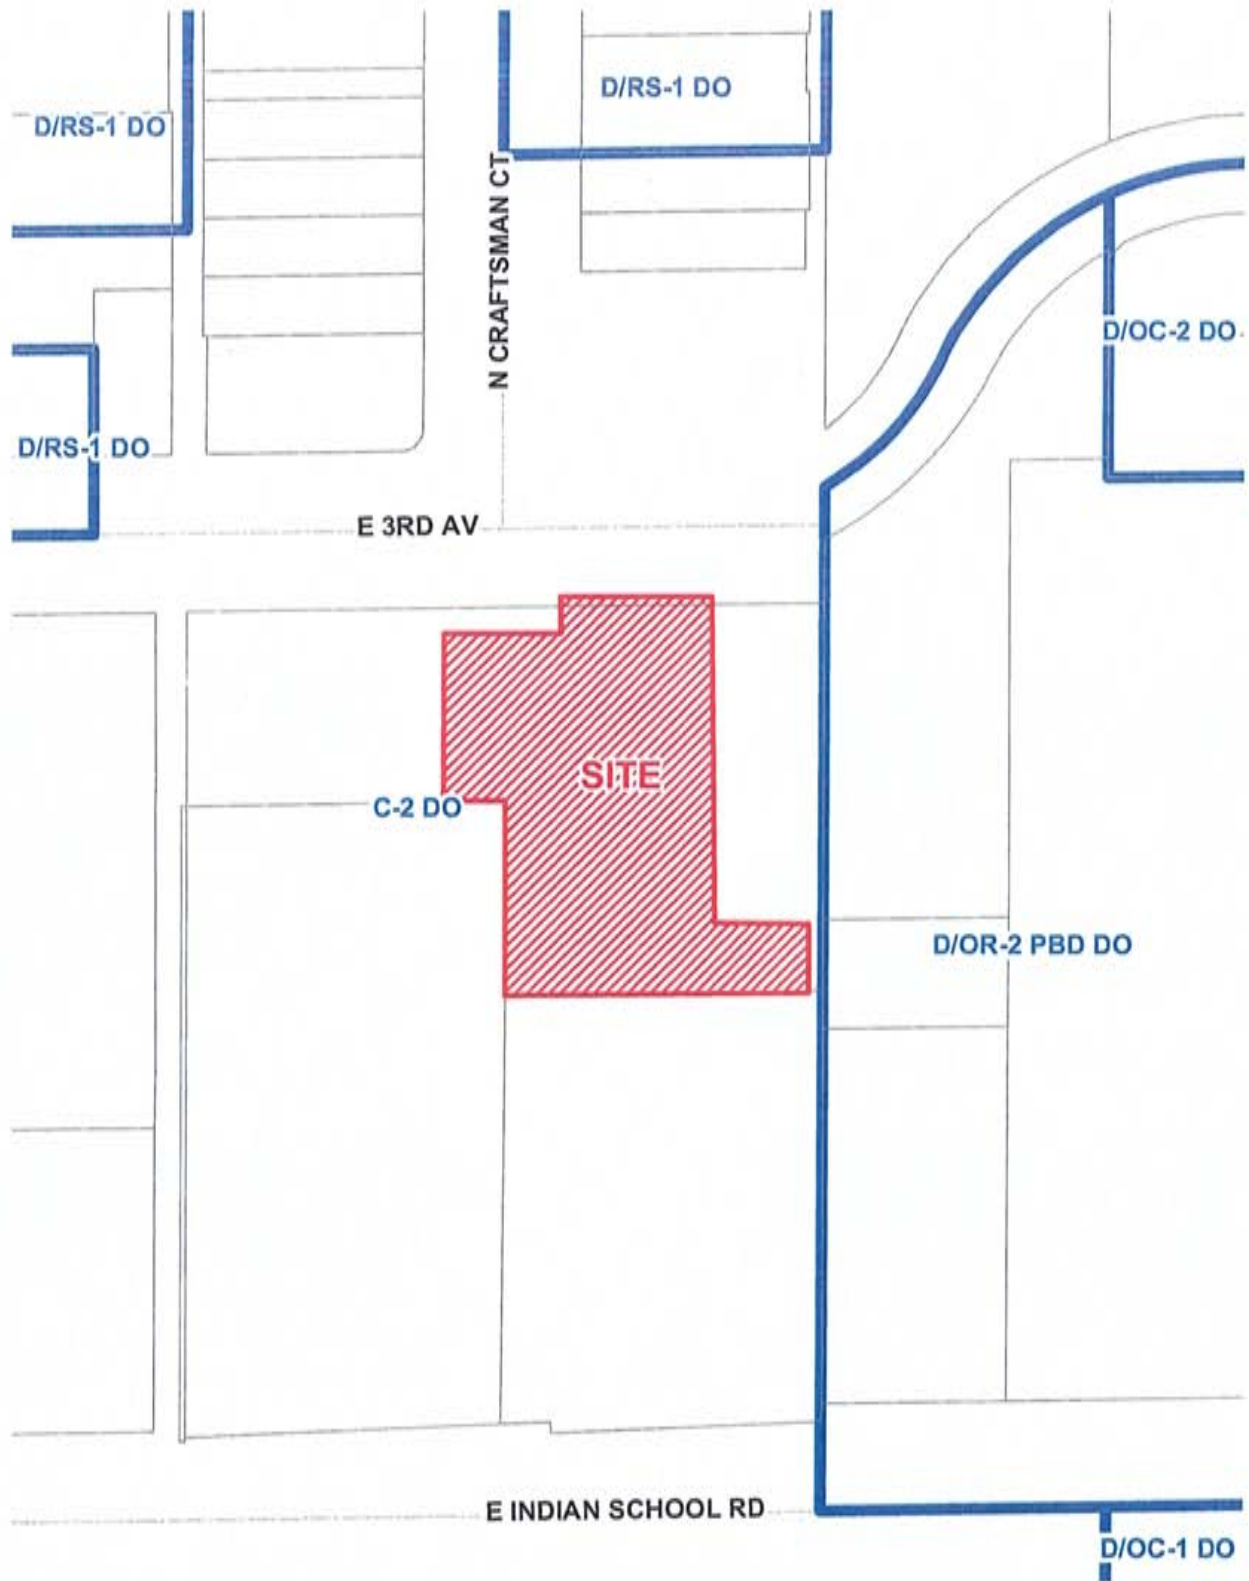 D/RS-1 DO
D/RS-1 DO
N CRAFTSMAN CT
D/OC-2 DO
D/RS-1 DO
E 3RD AV
SITE
C-2 DO
D/OR-2 PBD DO
E INDIAN SCHOOL RD
D/OC-1 DO